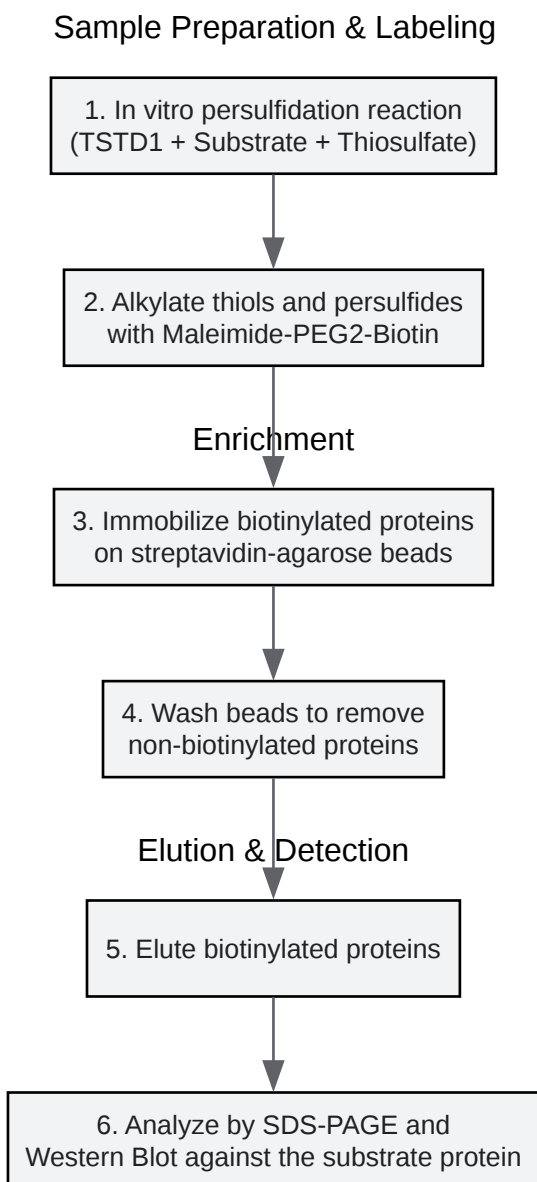 Sample Preparation & Labeling
1. In vitro persulfidation reaction
(TSTD1 + Substrate + Thiosulfate)
2. Alkylate thiols and persulfides
with Maleimide-PEG2-Biotin
Enrichment
3. Immobilize biotinylated proteins
on streptavidin-agarose beads
4. Wash beads to remove
non-biotinylated proteins
Elution & Detection
5. Elute biotinylated proteins
6. Analyze by SDS-PAGE and
Western Blot against the substrate protein